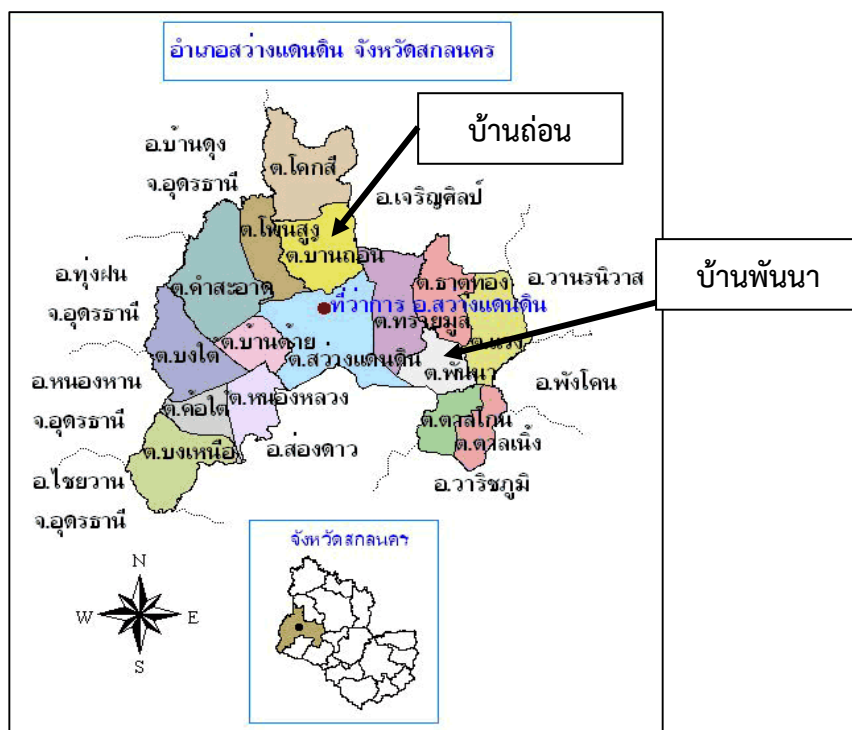 อำเภอสว่างแดนดิน จังหวัดสกลนคร
บ้านถ่อน
อ.บ้านดุง
จ.อุดรธานี
ต.โคกสี
อ.เจริญศิลป์
ต.โพนสูง
ต.บานถ่อน
บ้านพันนา
อ.ทุ่งฝน
จ.อุดรธานี
ต.คำสะอาด
ต.ธาตุทอง
อ.วานรนิวาส
ที่ว่าการ อ.สว่างแดนดิน
ต.ทรายมูล
ต.แวง
ต.บงใต้
ต.บ้านต้าย
ต.สว่างแดนดิน
ต.พันนา
อ.หนองหาน
จ.อุดรธานี
ต.ค้อใต้
ต.หนองหลวง
อ.พังโคน
ต.ตาลโกน
ต.ตาลเนิ้ง
ต.บงเหนือ
อ.ส่องดาว
อ.ไชยวาน
จ.อุดรธานี
อ.วาริชภูมิ
จังหวัดสกลนคร
N
W
E
S